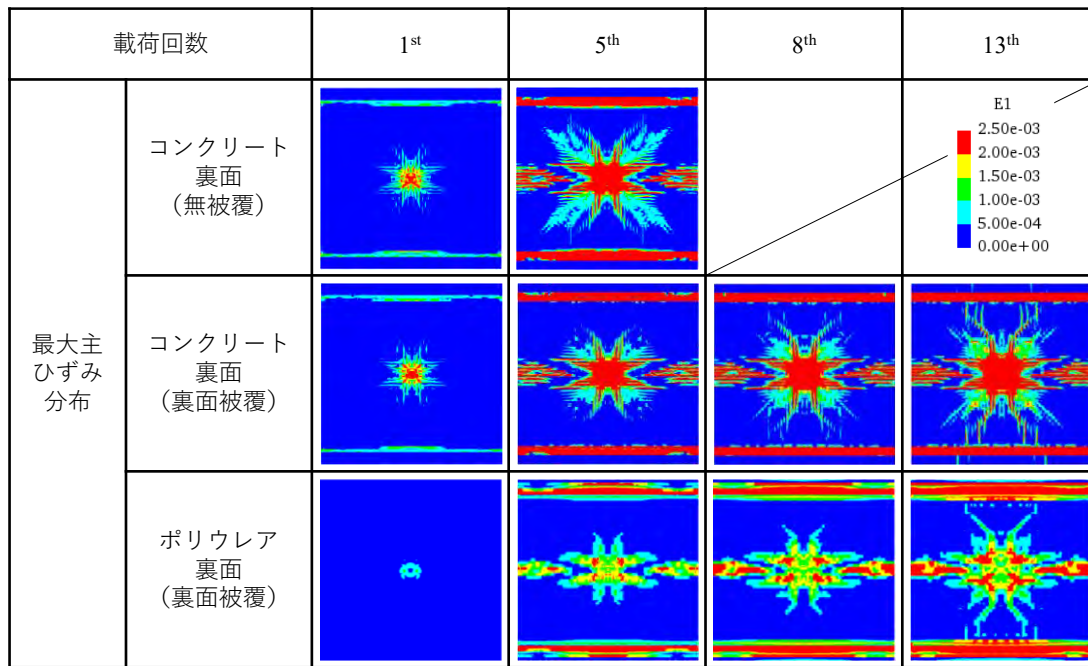 載荷回数
1st
5th
8th
13th
最大主
ひずみ
分布
コンクリート
裏面
（無被覆）
E1
2.50e-03
2.00e-03
1.50e-03
1.00e-03
5.00e-04
0.00e+00
コンクリート
裏面
（裏面被覆）
ポリウレア
裏面
（裏面被覆）